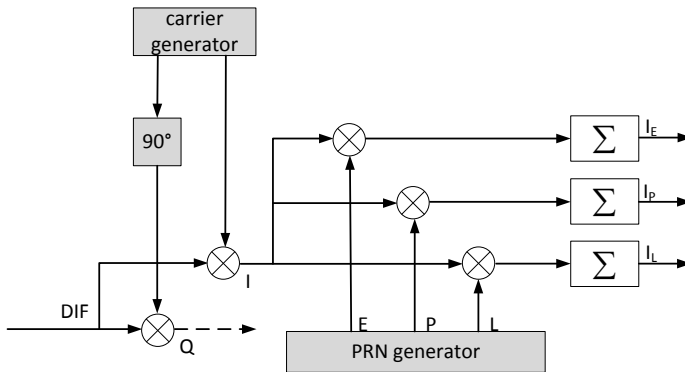 carrier
generator
90°
Σ
I_E
Σ
I_P
Σ
I_L
I
DIF
Q
E
P
L
PRN generator